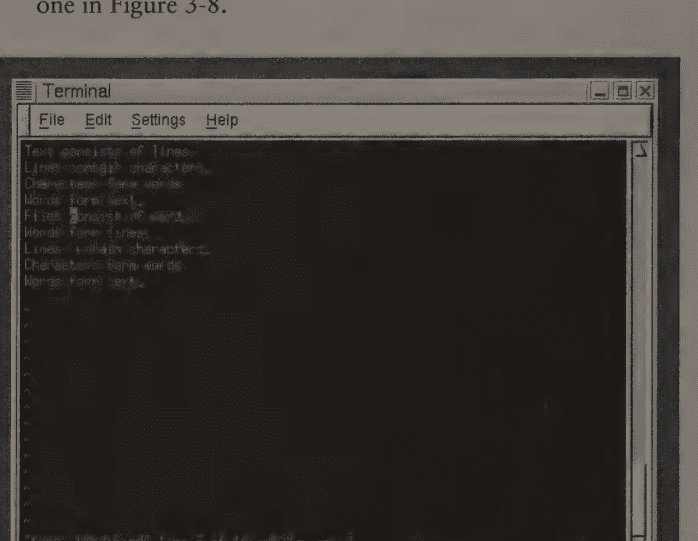 one in Figure 3-8.
Terminal
File Edit Settings Help
Text consists of lines.
Lines contain characters.
Characters form words.
Words form text.
Files consist of
Words form lines.
Lines contain characters.
Characters form words.
Words form text.
~
~
~
~
~
~
~
~
~
~
~
~
~
~